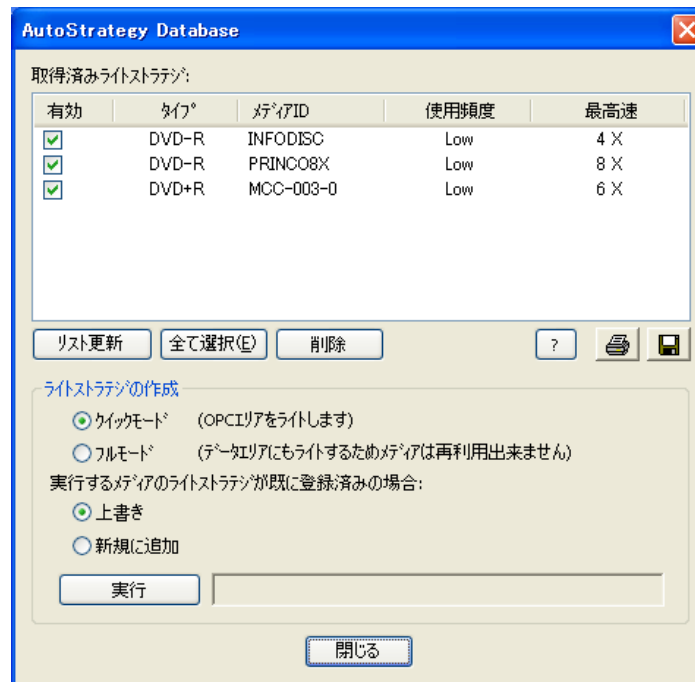 AutoStrategy Database
取得済みﾗｲﾄｽﾄﾗﾃｼﾞ:
有効 ﾀｲﾌﾟ ﾒﾃﾞｨｱID 使用頻度 最高速
DVD-R INFODISC Low 4 X
DVD-R PRINCO8X Low 8 X
DVD+R MCC-003-0 Low 6 X
ﾘｽﾄ更新 全て選択(E) 削除 ?
ﾗｲﾄｽﾄﾗﾃｼﾞの作成
ｸｲｯｸﾓｰﾄﾞ (OPCｴﾘｱをﾗｲﾄします)
ﾌﾙﾓｰﾄﾞ (ﾃﾞｰﾀｴﾘｱにもﾗｲﾄするためﾒﾃﾞｨｱは再利用出来ません)
実行するﾒﾃﾞｨｱのﾗｲﾄｽﾄﾗﾃｼﾞが既に登録済みの場合:
上書き
新規に追加
実行
閉じる